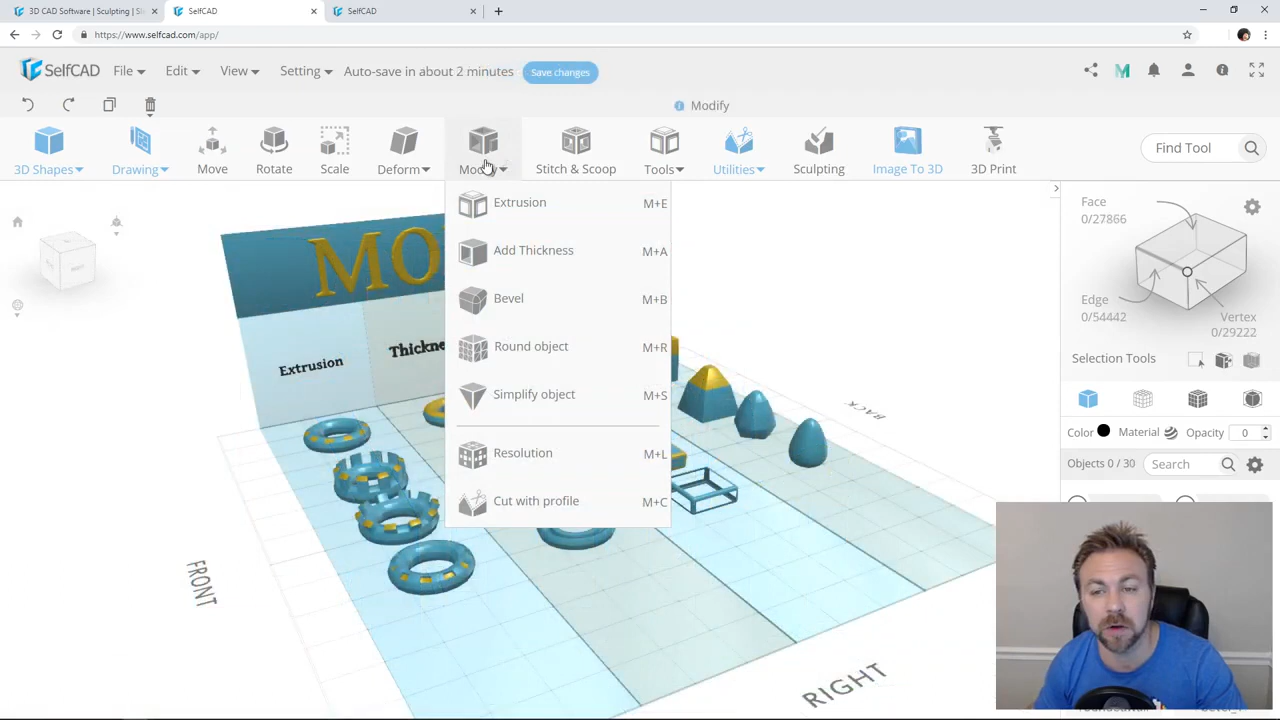 3D CAD Software | Sculpting | Sli
SelfCAD
SelfCAD
https://www.selfcad.com/app/
SelfCAD
File
Edit
View
Setting
Auto-save in about 2 minutes
Save changes
Modify
3D Shapes
Drawing
Move
Rotate
Scale
Deform
Modify
Stitch & Scoop
Tools
Utilities
Sculpting
Image To 3D
3D Print
Find Tool
Extrusion M+E
Add Thickness M+A
Bevel M+B
Round object M+R
Simplify object M+S
Resolution M+L
Cut with profile M+C
MO
Extrusion
Thickne
BACK
FRONT
RIGHT
Face
0/27866
Edge
0/54442
Vertex
0/29222
Selection Tools
Color
Material
Opacity
0
Objects 0 / 30
Search